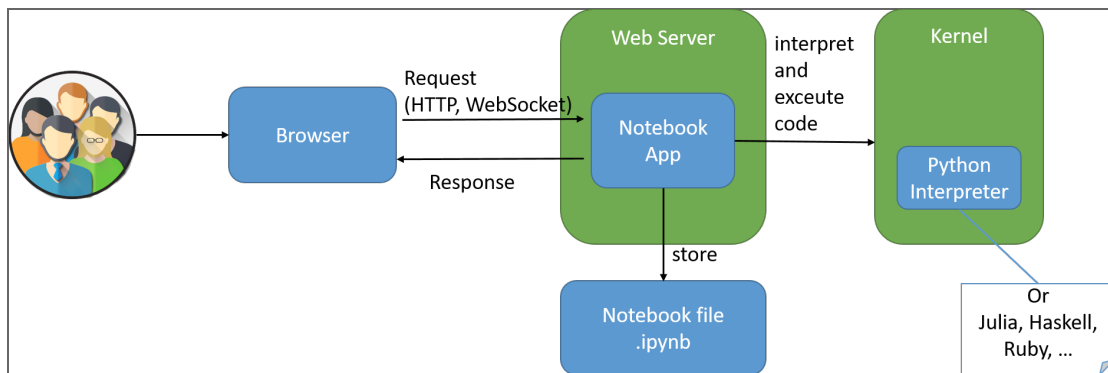 Web Server
interpret
and
exceute
code
Kernel
Request
(HTTP, WebSocket)
Browser
Notebook
App
Response
Python
Interpreter
store
Notebook file
.ipynb
Or
Julia, Haskell,
Ruby, ...